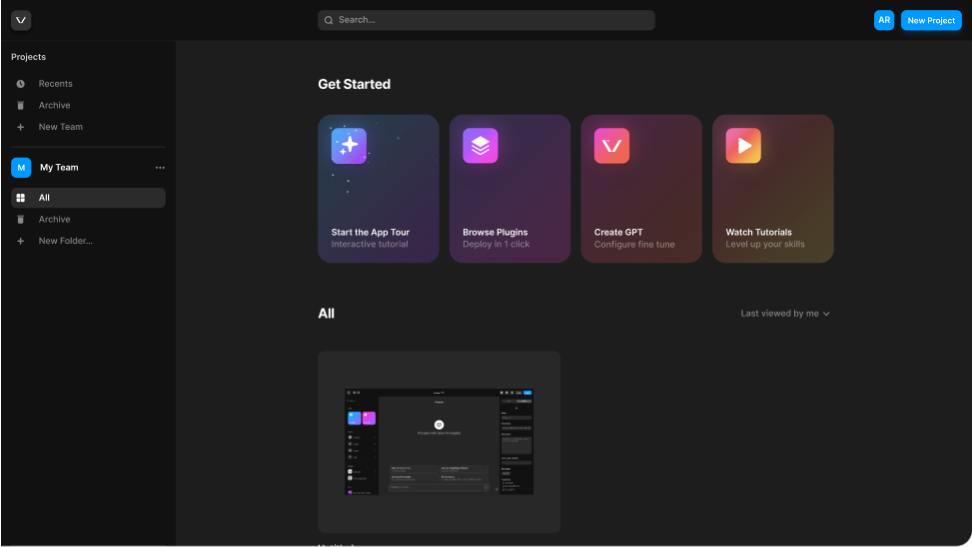 Search...
AR
New Project
Projects
Recents
Archive
New Team
M
My Team
All
Archive
New Folder...
Get Started
Start the App Tour
Interactive tutorial
Browse Plugins
Deploy in 1 click
Create GPT
Configure fine tune
Watch Tutorials
Level up your skills
All
Last viewed by me